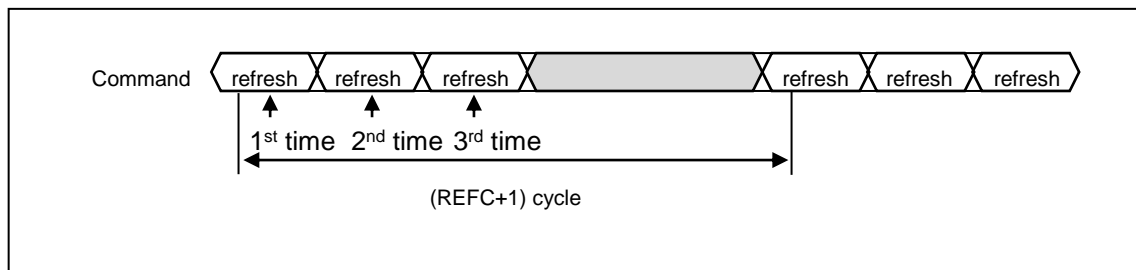 Command refresh refresh refresh refresh refresh refresh
1st time 2nd time 3rd time
(REFC+1) cycle